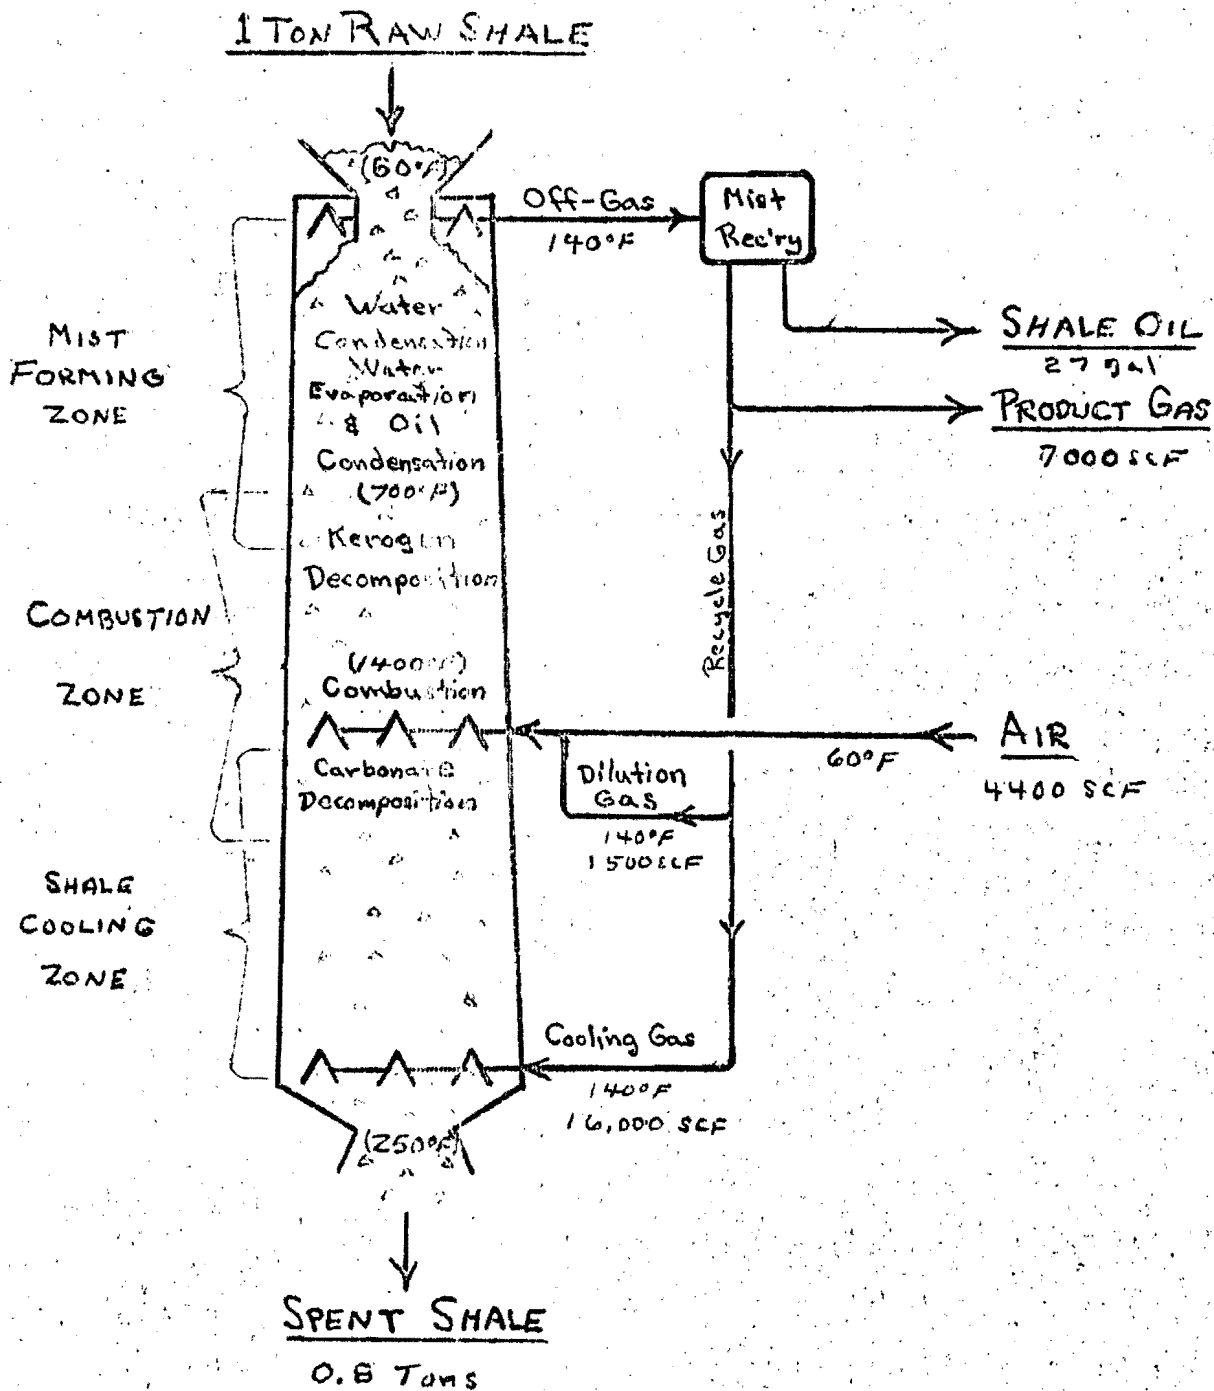 1 TON RAW SHALE
(60°F)
Off-Gas
140°F
Mist
Rec'ry
SHALE OIL
27 gal
PRODUCT GAS
7000 SCF
MIST
FORMING
ZONE
Water
Condensation
Water
Evaporation
& Oil
Condensation
(700°F)
Kerogen
Decomposition
COMBUSTION
ZONE
(1400°F)
Combustion
Recycle Gas
AIR
60°F
4400 SCF
Carbonate
Decomposition
Dilution
Gas
140°F
1500 SCF
SHALE
COOLING
ZONE
Cooling Gas
140°F
16,000 SCF
(250°F)
SPENT SHALE
0.8 Tons